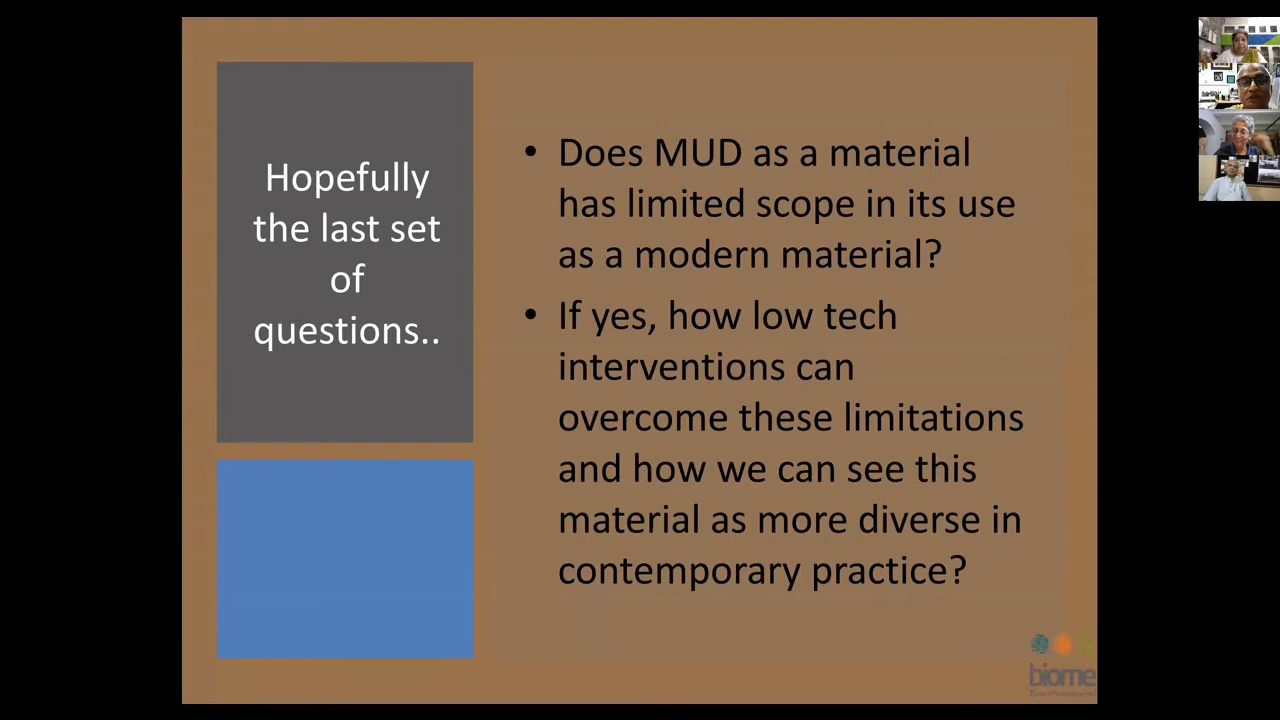 Hopefully
the last set
of
questions..
• Does MUD as a material
has limited scope in its use
as a modern material?
• If yes, how low tech
interventions can
overcome these limitations
and how we can see this
material as more diverse in
contemporary practice?
biome
Environmental